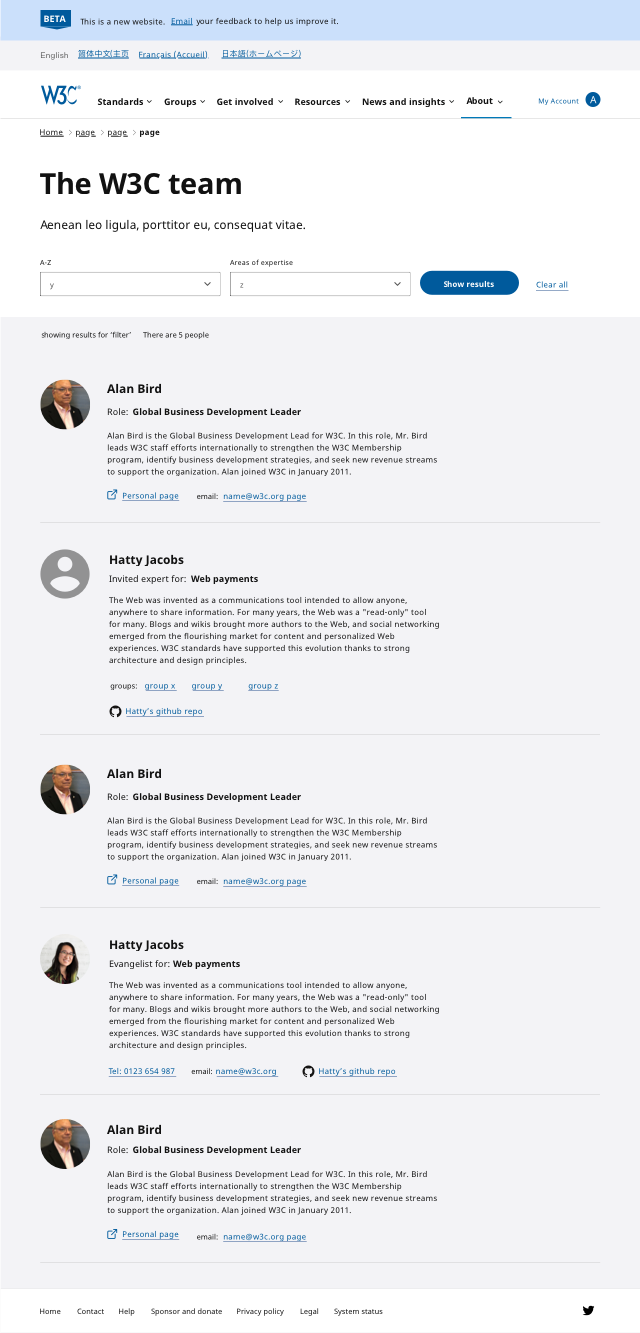 BETA This is a new website. Email your feedback to help us improve it.
English 简体中文(主页 Français (Accueil) 日本語(ホームページ)
W3C® Standards Groups Get involved Resources News and insights About My Account A
Home page page page
The W3C team
Aenean leo ligula, porttitor eu, consequat vitae.
A-Z Areas of expertise
y z Show results Clear all
showing results for ‘filter’ There are 5 people
Alan Bird
Role: Global Business Development Leader
Alan Bird is the Global Business Development Lead for W3C. In this role, Mr. Bird
leads W3C staff efforts internationally to strengthen the W3C Membership
program, identify business development strategies, and seek new revenue streams
to support the organization. Alan joined W3C in January 2011.
Personal page email: name@w3c.org page
Hatty Jacobs
Invited expert for: Web payments
The Web was invented as a communications tool intended to allow anyone,
anywhere to share information. For many years, the Web was a "read-only" tool
for many. Blogs and wikis brought more authors to the Web, and social networking
emerged from the flourishing market for content and personalized Web
experiences. W3C standards have supported this evolution thanks to strong
architecture and design principles.
groups: group x group y group z
Hatty’s github repo
Alan Bird
Role: Global Business Development Leader
Alan Bird is the Global Business Development Lead for W3C. In this role, Mr. Bird
leads W3C staff efforts internationally to strengthen the W3C Membership
program, identify business development strategies, and seek new revenue streams
to support the organization. Alan joined W3C in January 2011.
Personal page email: name@w3c.org page
Hatty Jacobs
Evangelist for: Web payments
The Web was invented as a communications tool intended to allow anyone,
anywhere to share information. For many years, the Web was a "read-only" tool
for many. Blogs and wikis brought more authors to the Web, and social networking
emerged from the flourishing market for content and personalized Web
experiences. W3C standards have supported this evolution thanks to strong
architecture and design principles.
Tel: 0123 654 987 email: name@w3c.org Hatty’s github repo
Alan Bird
Role: Global Business Development Leader
Alan Bird is the Global Business Development Lead for W3C. In this role, Mr. Bird
leads W3C staff efforts internationally to strengthen the W3C Membership
program, identify business development strategies, and seek new revenue streams
to support the organization. Alan joined W3C in January 2011.
Personal page email: name@w3c.org page
Home Contact Help Sponsor and donate Privacy policy Legal System status